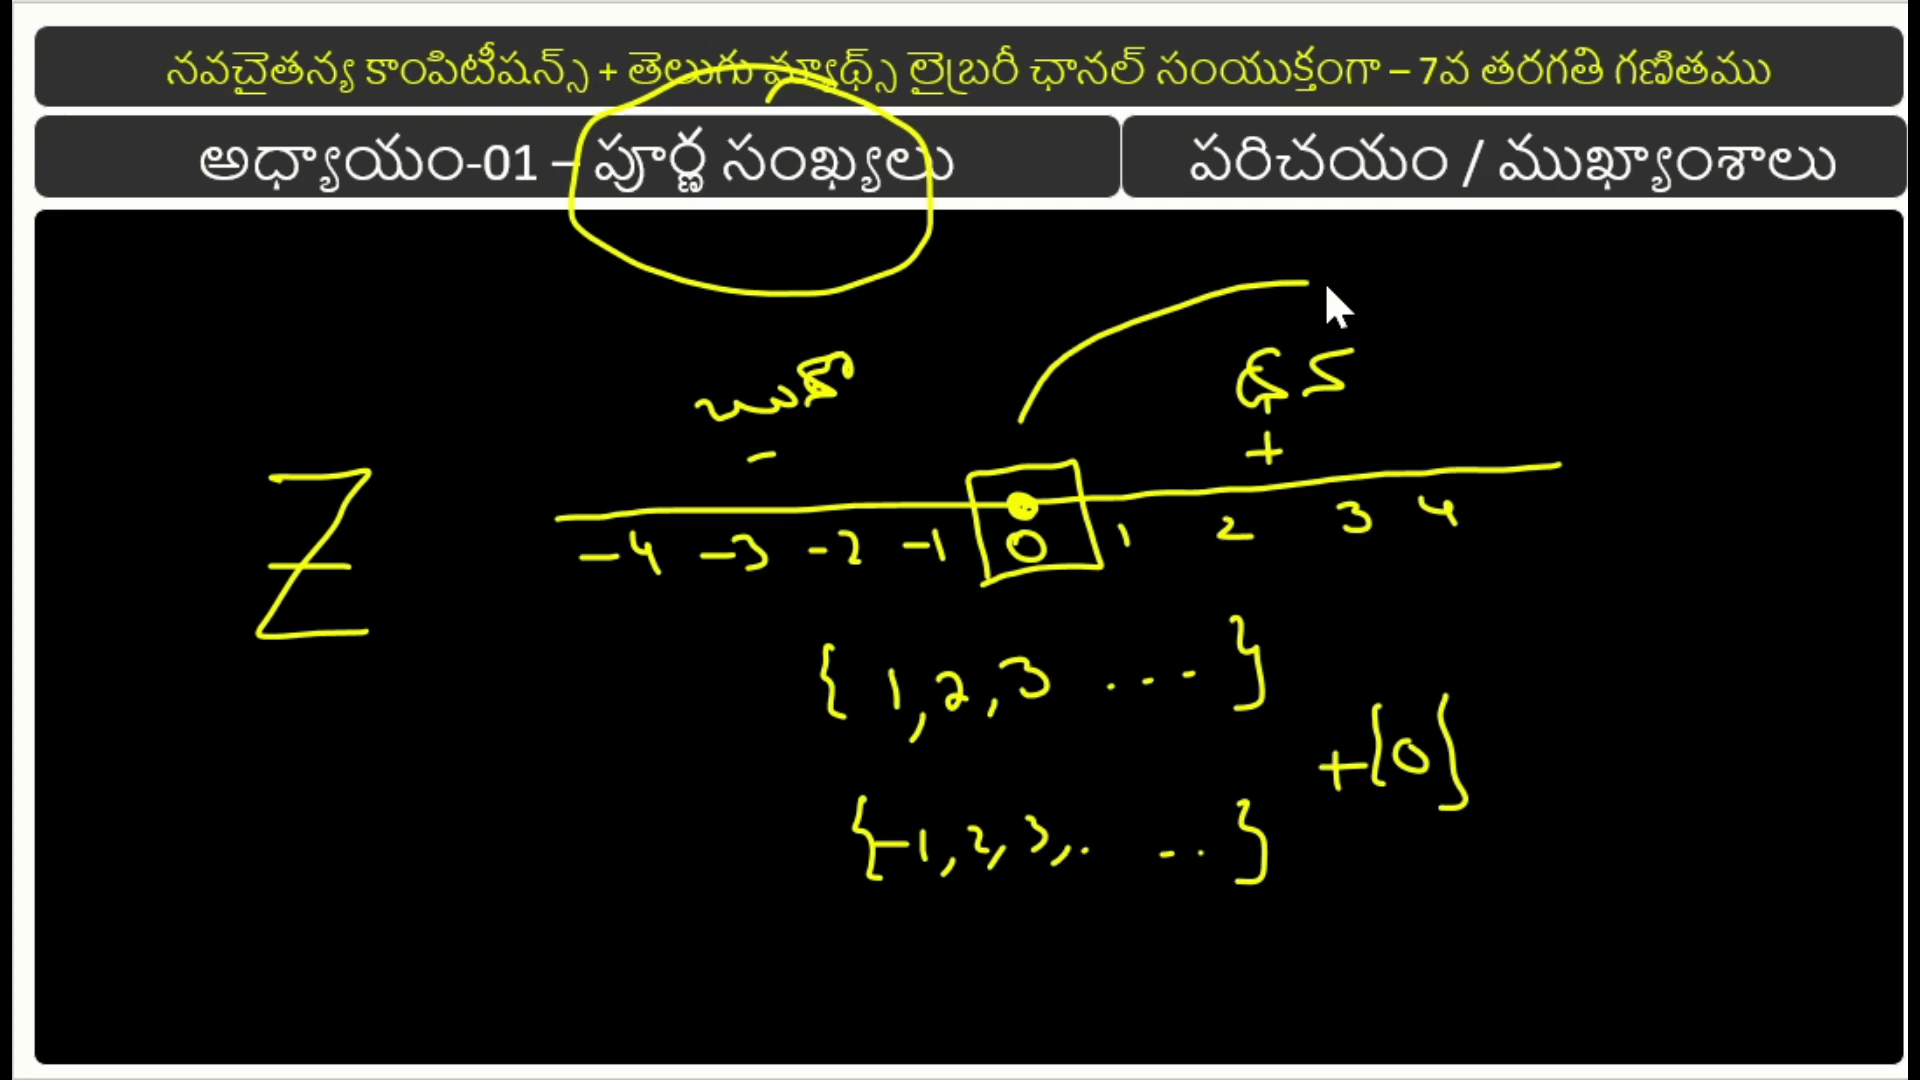 నవచైతన్య కాంపిటీషన్స్ + తెలుగు మ్యాథ్స్ లైబ్రరీ ఛానల్ సంయుక్తంగా – 7వ తరగతి గణితము
అధ్యాయం-01 – పూర్ణ సంఖ్యలు
పరిచయం / ముఖ్యాంశాలు
ధన
- +
Z
-4 -3 -2 -1 0 1 2 3 4
{ 1, 2, 3 ... }
+{0}
{-1, 2, 3, . .. }